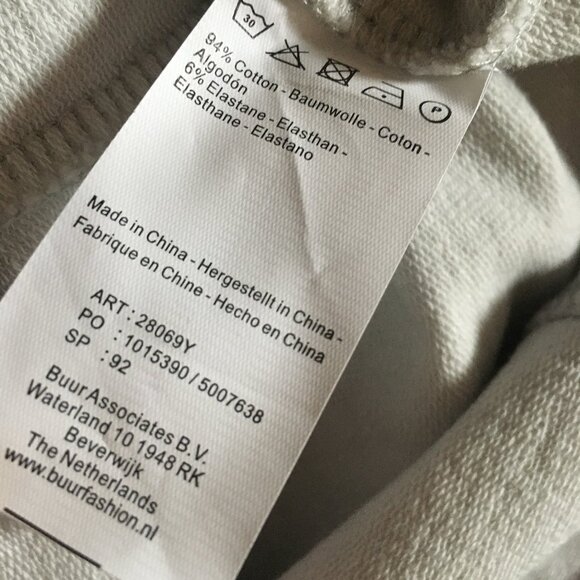 30
P
94% Cotton - Baumwolle - Coton -
Algodón
6% Elastane - Elasthan -
Elasthane - Elastano
Made in China - Hergestellt in China -
Fabrique en Chine - Hecho en China
ART : 28069Y
PO : 1015390 / 5007638
SP : 92
Buur Associates B.V.
Waterland 10 1948 RK
Beverwijk
The Netherlands
www.buurfashion.nl